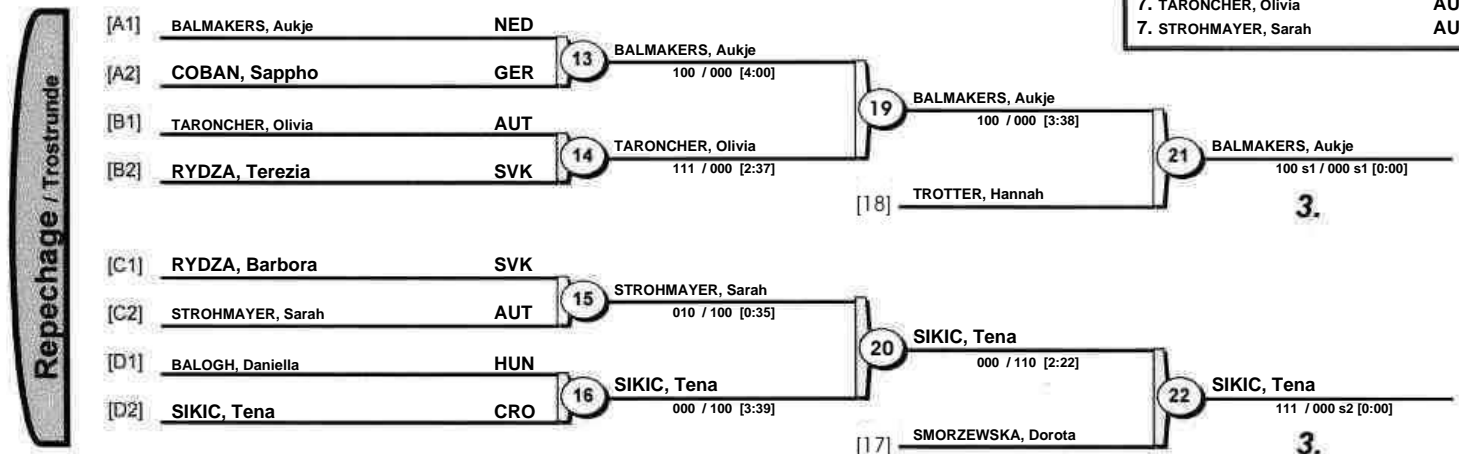 7. TARONCHER, Olivia AU
7. STROHMAYER, Sarah AU
Repechage / Trostrunde
[A1] BALMAKERS, Aukje NED
[A2] COBAN, Sappho GER
13 BALMAKERS, Aukje
100 / 000 [4:00]
[B1] TARONCHER, Olivia AUT
[B2] RYDZA, Terezia SVK
14 TARONCHER, Olivia
111 / 000 [2:37]
19 BALMAKERS, Aukje
100 / 000 [3:38]
[18] TROTTER, Hannah
21 BALMAKERS, Aukje
100 s1 / 000 s1 [0:00]
3.
[C1] RYDZA, Barbora SVK
[C2] STROHMAYER, Sarah AUT
15 STROHMAYER, Sarah
010 / 100 [0:35]
[D1] BALOGH, Daniella HUN
[D2] SIKIC, Tena CRO
16 SIKIC, Tena
000 / 100 [3:39]
20 SIKIC, Tena
000 / 110 [2:22]
[17] SMORZEWSKA, Dorota
22 SIKIC, Tena
111 / 000 s2 [0:00]
3.